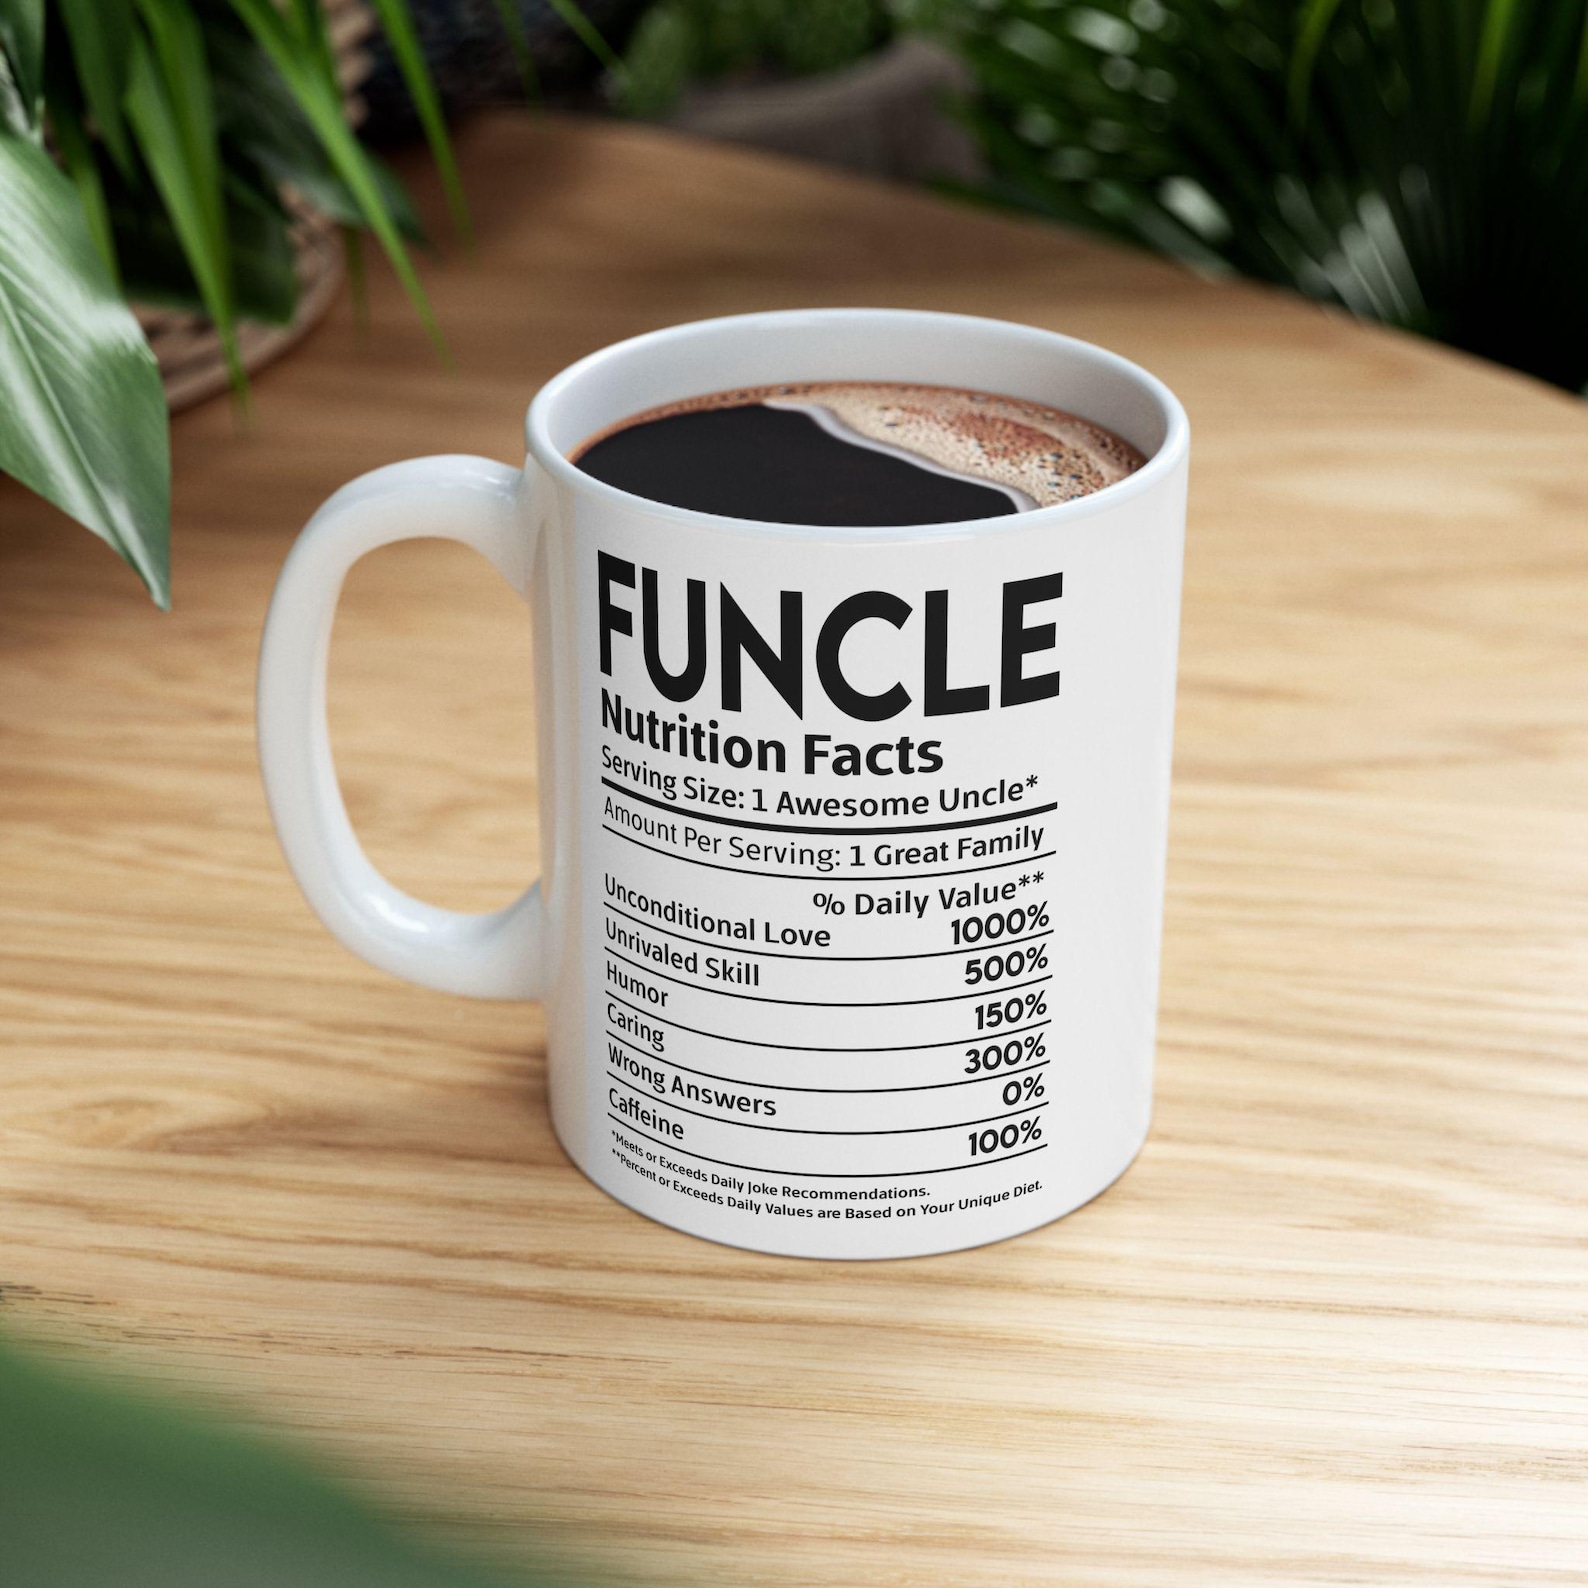 FUNCLE
Nutrition Facts
Serving Size: 1 Awesome Uncle*
Amount Per Serving: 1 Great Family
% Daily Value**
Unconditional Love 1000%
Unrivaled Skill 500%
Humor 150%
Caring 300%
Wrong Answers 0%
Caffeine 100%
*Meets or Exceeds Daily Joke Recommendations.
**Percent or Exceeds Daily Values are Based on Your Unique Diet.